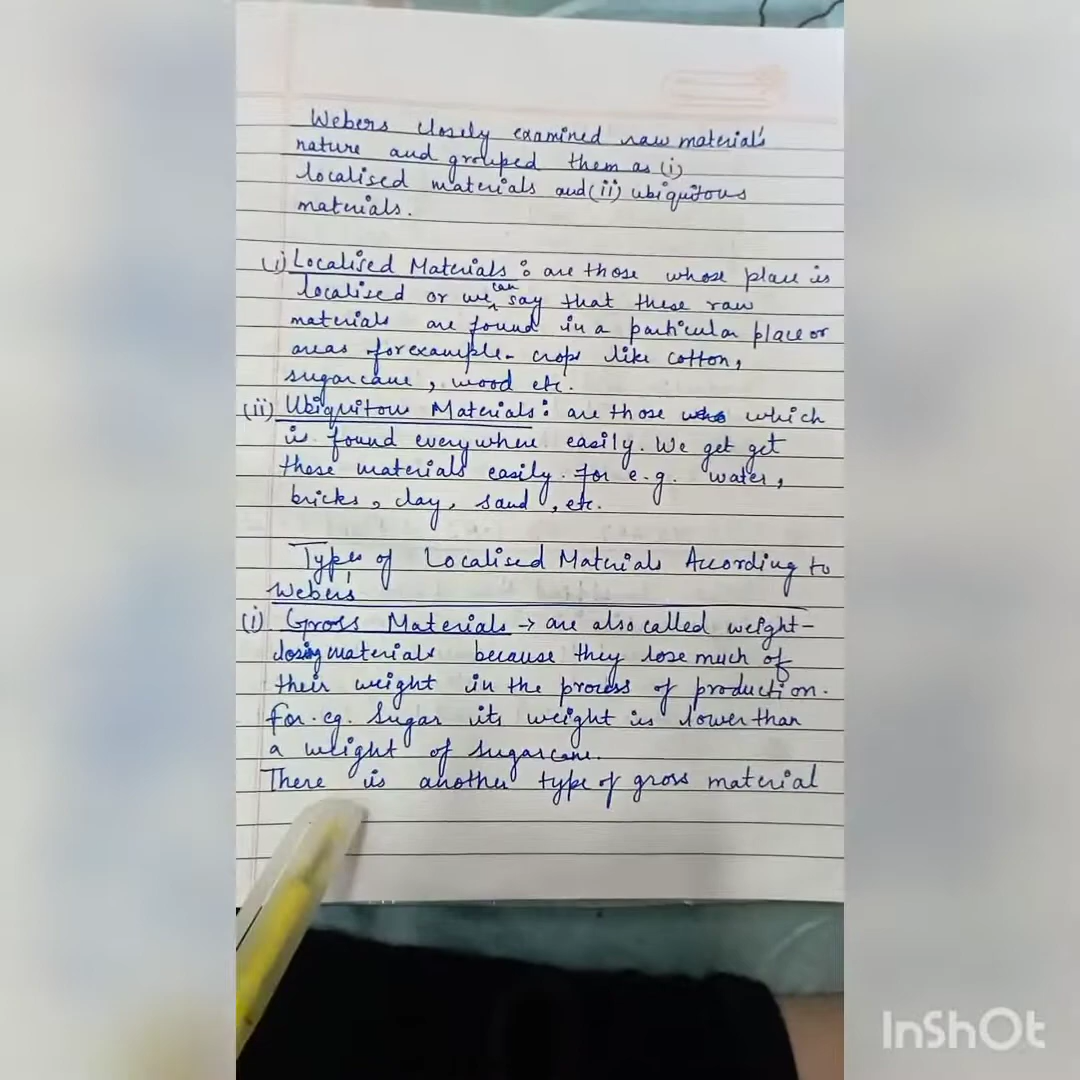 Webers closely examined raw material's
nature and grouped them as (i)
localised materials and (ii) ubiquitous
materials.
(i) Localised Materials : are those whose place is
localised or we can say that these raw
materials are found in a particular place or
areas for example - crops like cotton,
sugarcane, wood etc.
(ii) Ubiquitous Materials : are those who which
is found everywhere easily. We get get
these materials easily. for e.g. water,
bricks, clay, sand, etc.
Types of Localised Materials According to
Webers
(i) Gross Materials → are also called weight-
losing materials because they lose much of
their weight in the process of production.
for. eg. Sugar its weight is lower than
a weight of sugarcane.
There is another type of gross material
InShOt